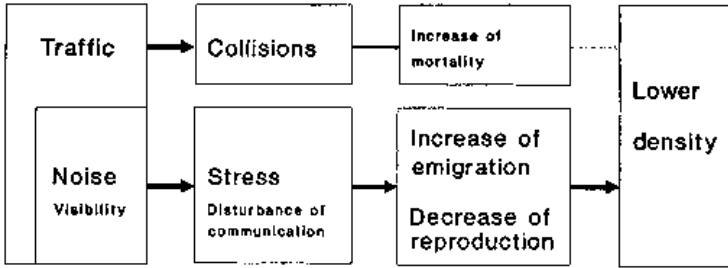 Traffic
Collisions
Increase of
mortality
Lower
density
Noise
Visibility
Stress
Disturbance of
communication
Increase of
emigration
Decrease of
reproduction